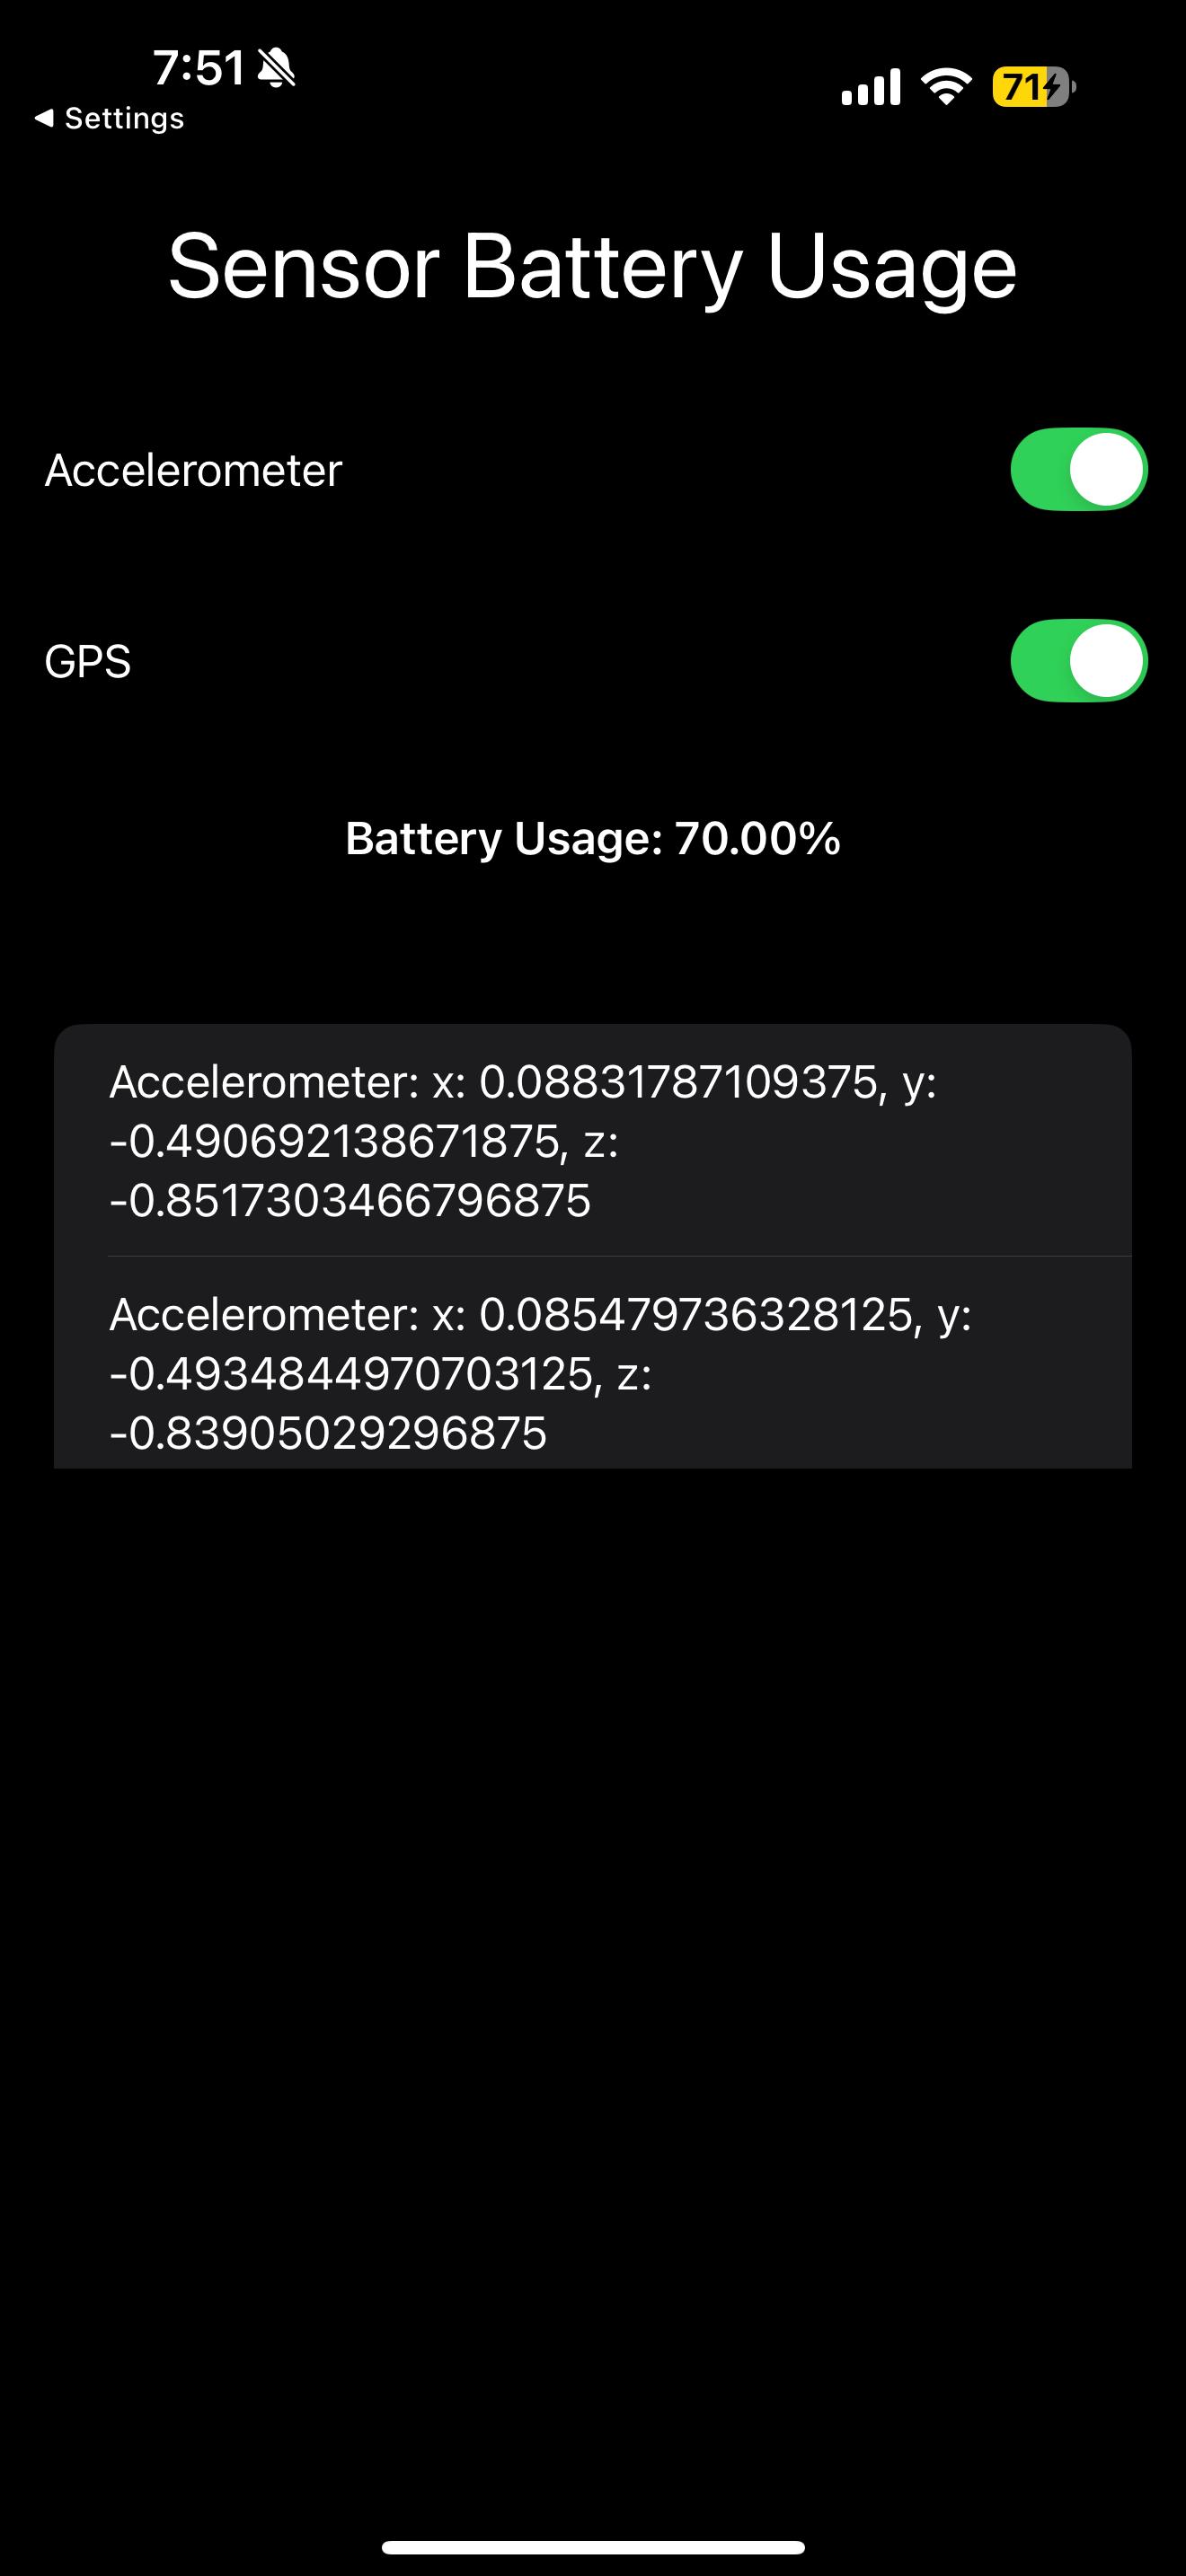 7:51
71
Settings
Sensor Battery Usage
Accelerometer
GPS
Battery Usage: 70.00%
Accelerometer: x: 0.08831787109375, y:
-0.490692138671875, z:
-0.8517303466796875
Accelerometer: x: 0.085479736328125, y:
-0.4934844970703125, z:
-0.83905029296875